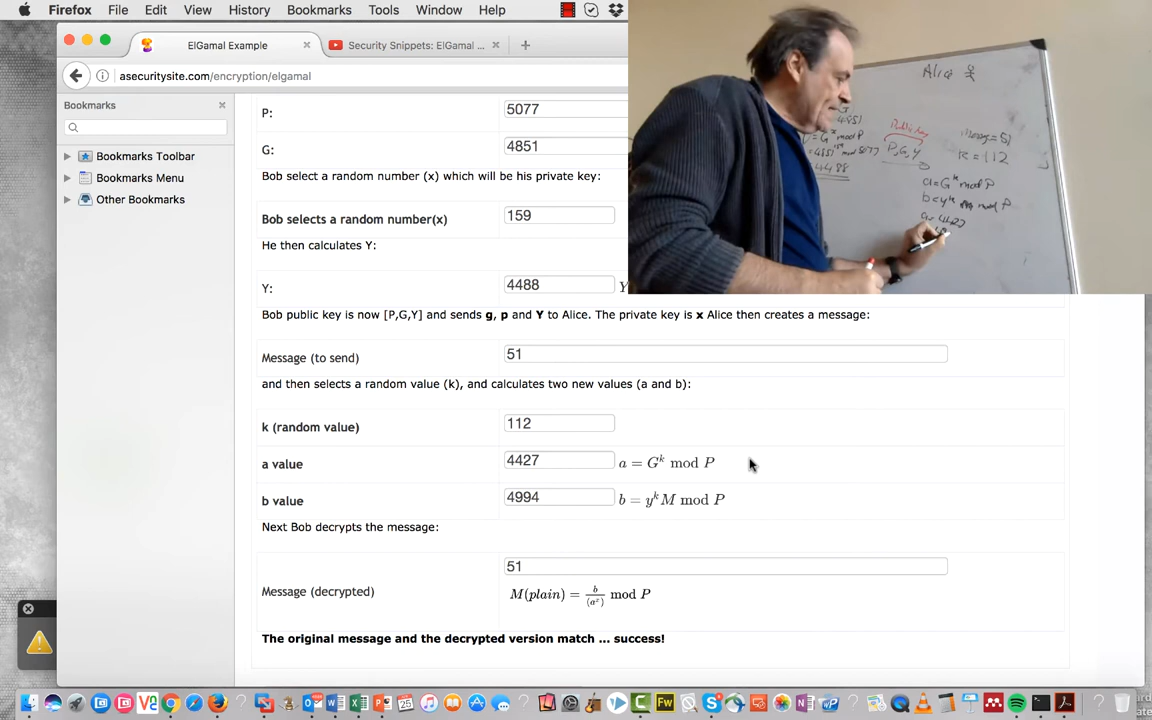 Firefox File Edit View History Bookmarks Tools Window Help
ElGamal Example
Security Snippets: ElGamal ...
asecuritysite.com/encryption/elgamal
Bookmarks
Bookmarks Toolbar
Bookmarks Menu
Other Bookmarks
P: 5077
G: 4851
Bob select a random number (x) which will be his private key:
Bob selects a random number(x) 159
He then calculates Y:
Y: 4488 Y
Bob public key is now [P,G,Y] and sends g, p and Y to Alice. The private key is x Alice then creates a message:
Message (to send) 51
and then selects a random value (k), and calculates two new values (a and b):
k (random value) 112
a value 4427 a = G^k mod P
b value 4994 b = y^k M mod P
Next Bob decrypts the message:
51
Message (decrypted)
M(plain) = b/(a^x) mod P
The original message and the decrypted version match ... success!
Alice
Public Key
P, G, Y
4488
Message = 51
K = 112
a = G^k mod P